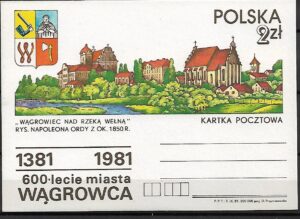 POLSKA
2zł
„WĄGROWIEC NAD RZEKĄ WEŁNĄ"
RYS. NAPOLEONA ORDY Z OK. 1850 R.
KARTKA POCZTOWA
1381 1981
600-lecie miasta
WĄGROWCA